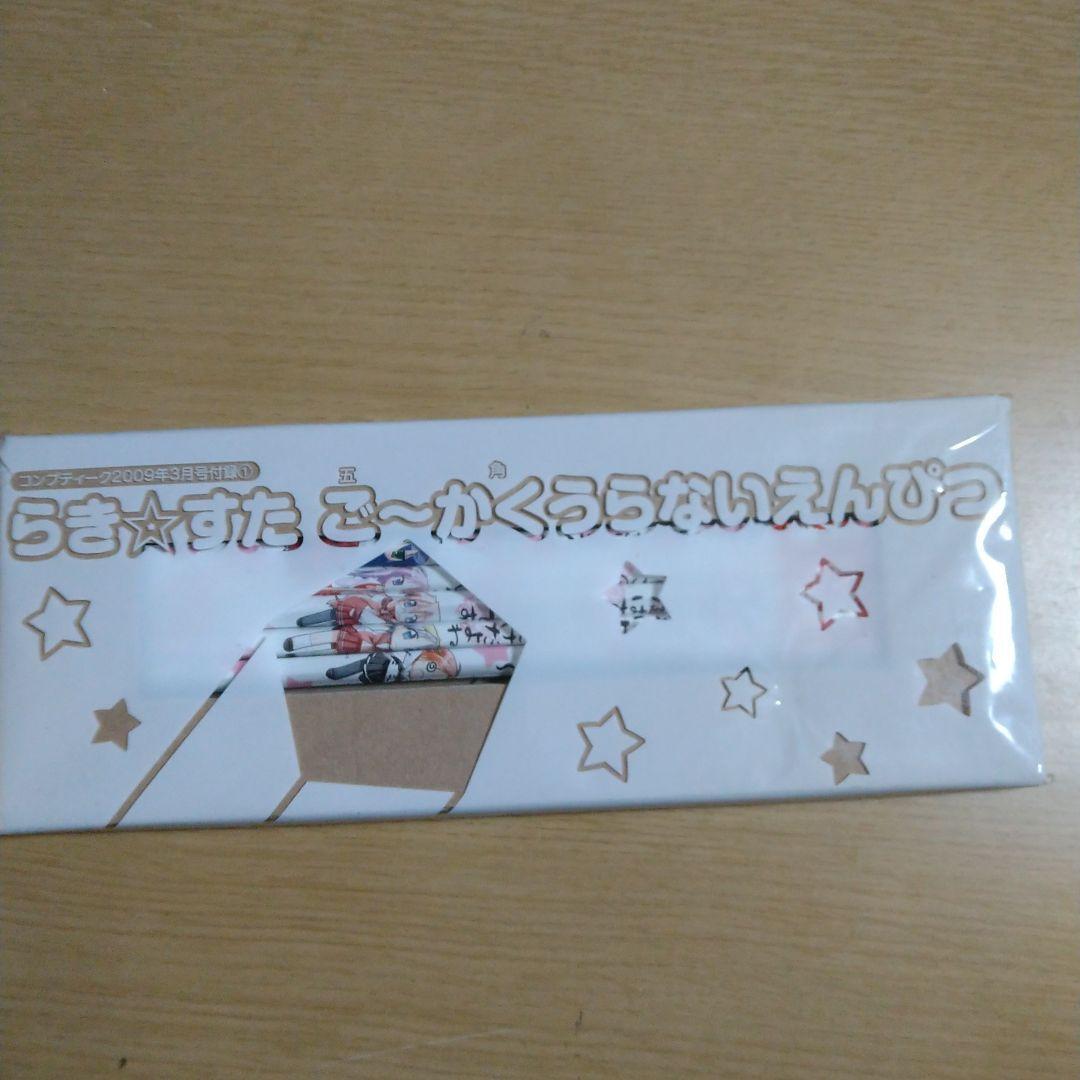 コンプティーク2009年3月号付録①
五 角
らき☆すた ご〜かくうらないえんぴつ